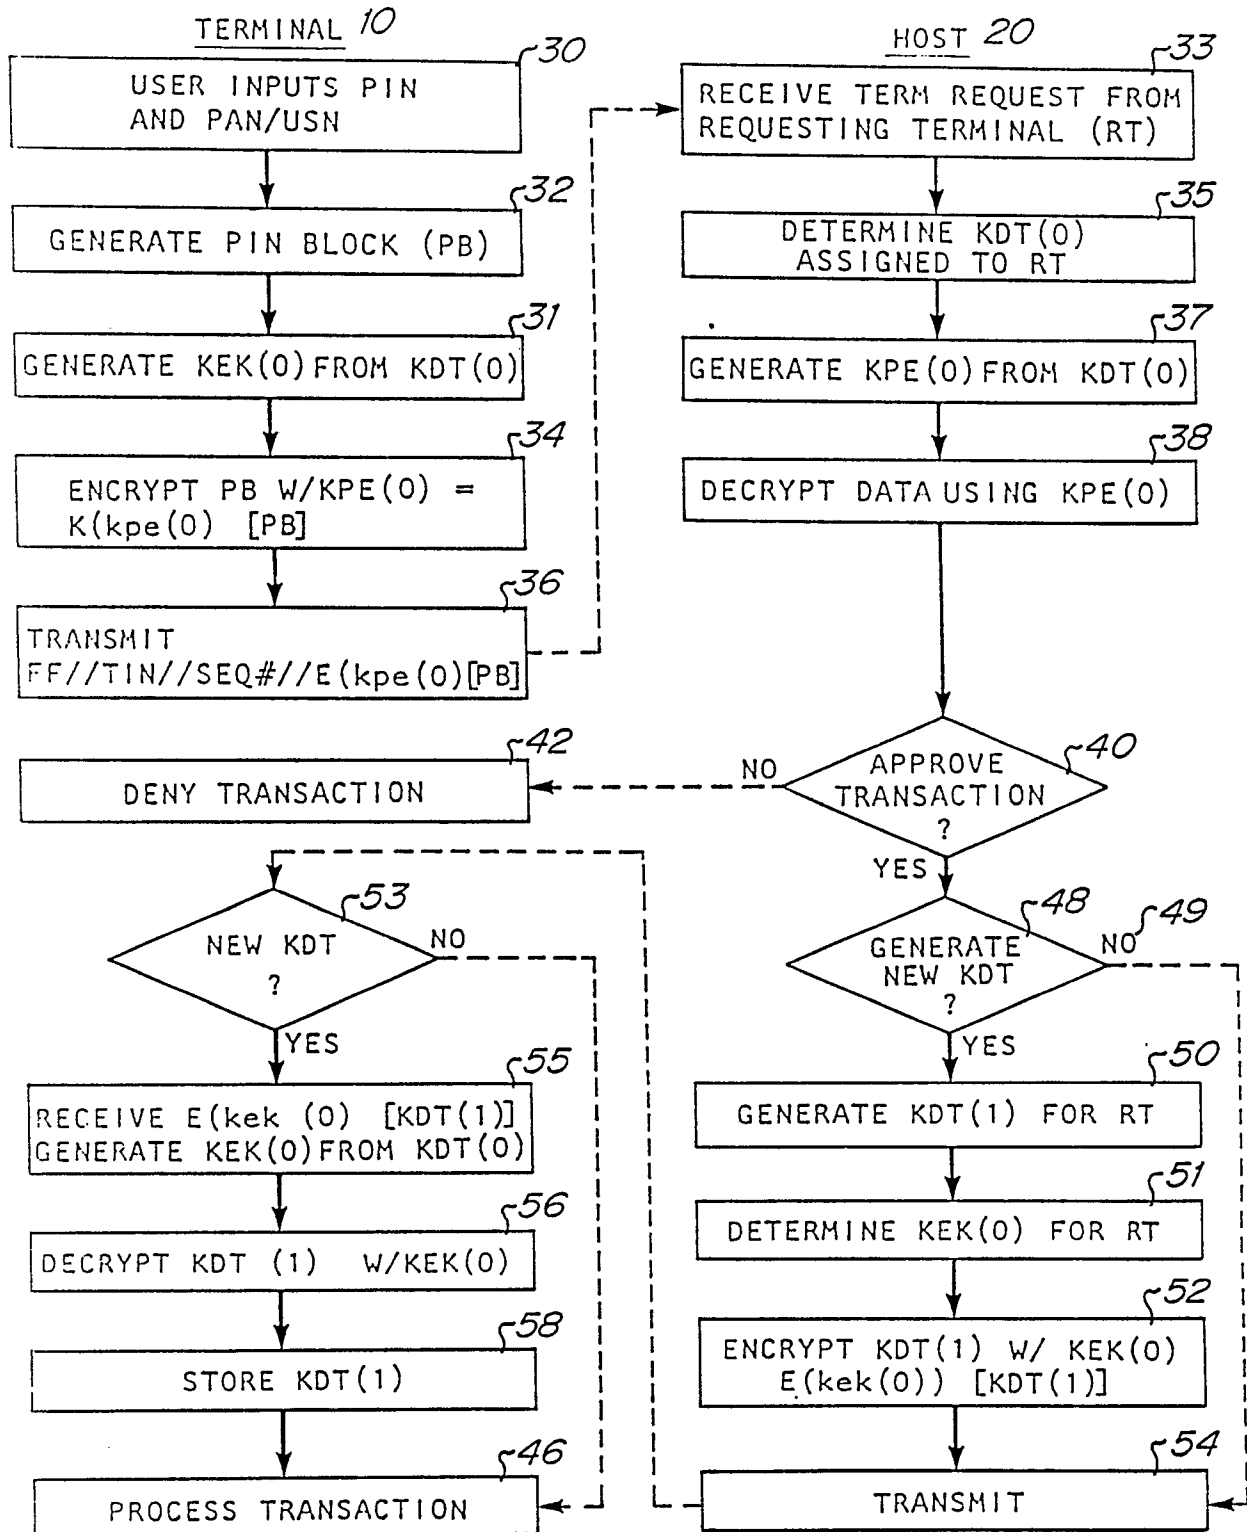 TERMINAL 10
30
USER INPUTS PIN
AND PAN/USN
32
GENERATE PIN BLOCK (PB)
31
GENERATE KEK(0) FROM KDT(0)
34
ENCRYPT PB W/KPE(0) =
K(kpe(0) [PB]
36
TRANSMIT
FF//TIN//SEQ#//E(kpe(0)[PB]
42
DENY TRANSACTION
53
NEW KDT
?
NO
YES
55
RECEIVE E(kek (0) [KDT(1)]
GENERATE KEK(0) FROM KDT(0)
56
DECRYPT KDT (1) W/KEK(0)
58
STORE KDT(1)
46
PROCESS TRANSACTION
HOST 20
33
RECEIVE TERM REQUEST FROM
REQUESTING TERMINAL (RT)
35
DETERMINE KDT(0)
ASSIGNED TO RT
37
GENERATE KPE(0) FROM KDT(0)
38
DECRYPT DATA USING KPE(0)
40
NO
APPROVE
TRANSACTION
?
YES
48
NO 49
GENERATE
NEW KDT
?
YES
50
GENERATE KDT(1) FOR RT
51
DETERMINE KEK(0) FOR RT
52
ENCRYPT KDT(1) W/ KEK(0)
E(kek(0)) [KDT(1)]
54
TRANSMIT